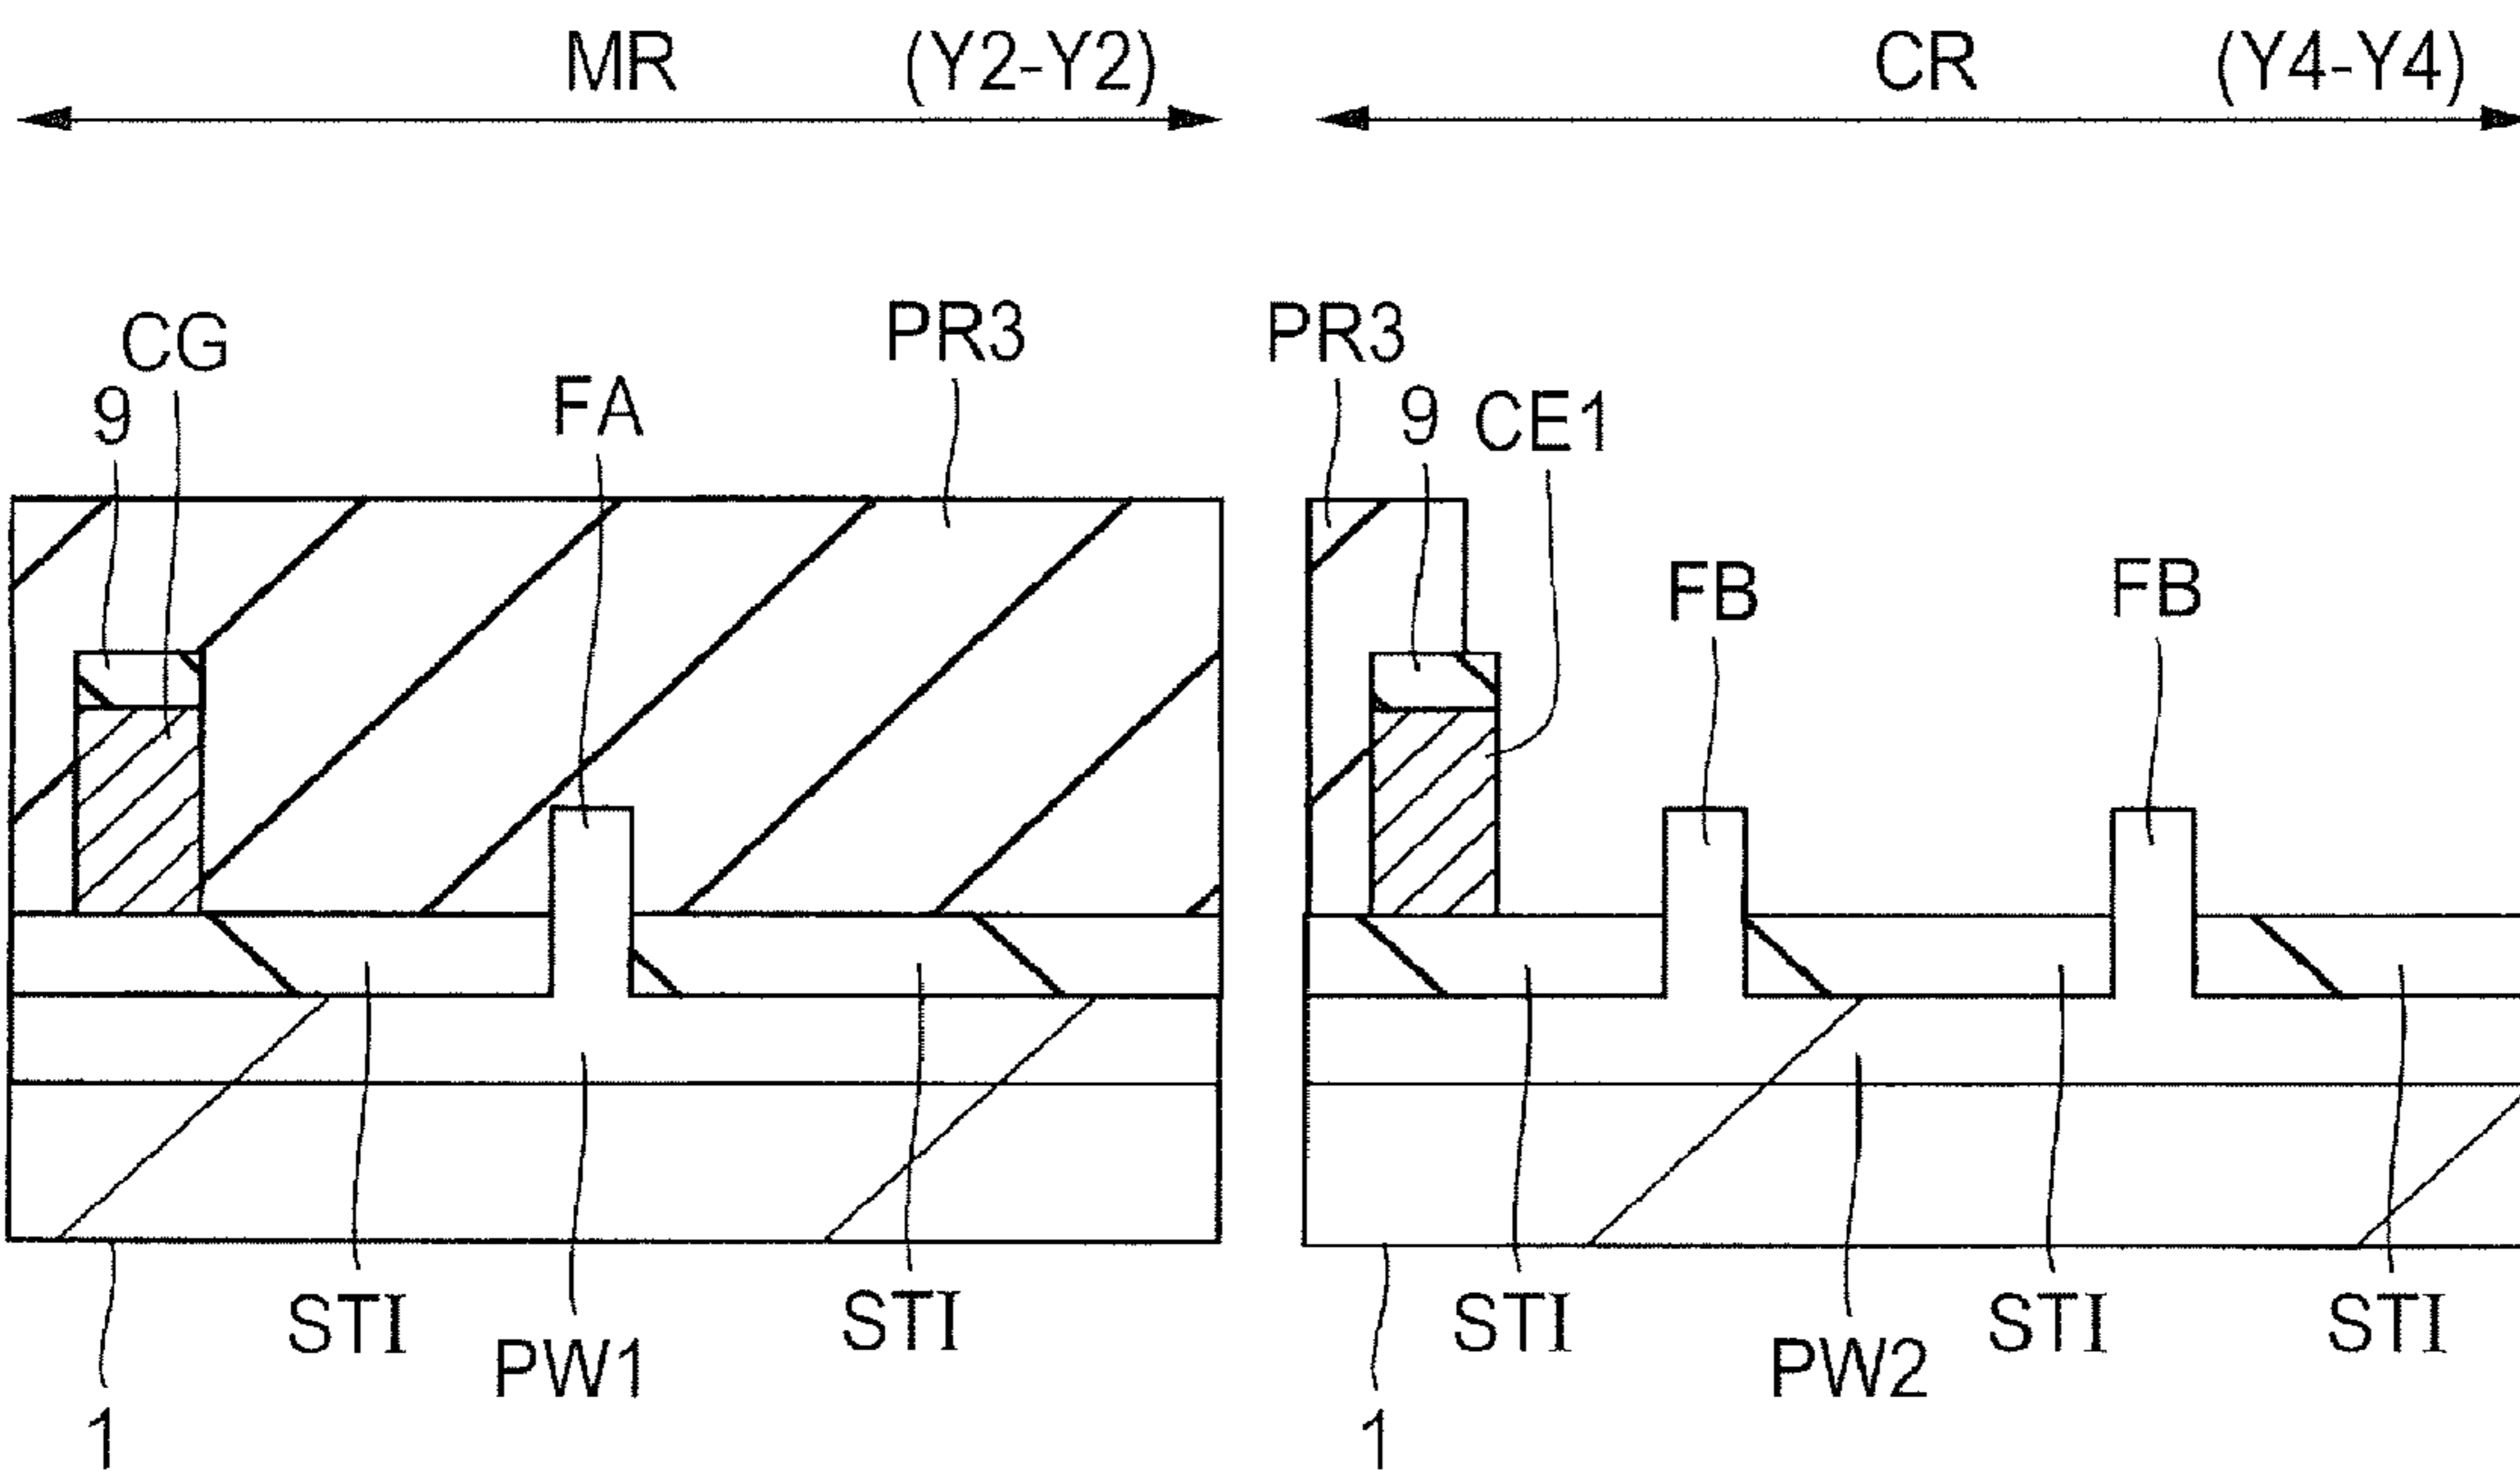 MR (Y2-Y2) CR (Y4-Y4)
CG PR3 PR3
9 FA 9 CE1
FB FB
STI STI STI STI STI
PW1 PW2
1 1